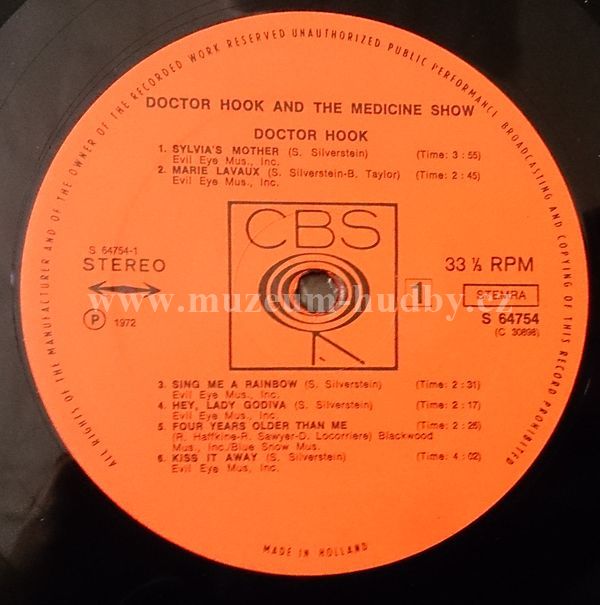 ALL RIGHTS OF THE MANUFACTURER AND OF THE OWNER OF THE RECORDED WORK RESERVED UNAUTHORIZED PUBLIC PERFORMANCE BROADCASTING AND COPYING OF THIS RECORD PROHIBITED
DOCTOR HOOK AND THE MEDICINE SHOW
DOCTOR HOOK
1. SYLVIA'S MOTHER (S. Silverstein) (Time: 3:55)
Evil Eye Mus., Inc.
2. MARIE LAVAUX (S. Silverstein-B. Taylor) (Time: 2:45)
Evil Eye Mus., Inc.
CBS
S 64754-1
STEREO
33 ⅓ RPM
℗ 1972
1
STEMRA
S 64754
(C 30898)
www.muzeum-hudby.cz
3. SING ME A RAINBOW (S. Silverstein) (Time: 2:31)
Evil Eye Mus., Inc.
4. HEY, LADY GODIVA (S. Silverstein) (Time: 2:17)
Evil Eye Mus., Inc.
5. FOUR YEARS OLDER THAN ME (Time: 2:26)
(R. Haffkine-R. Sawyer-D. Locorriere) Blackwood
Mus., Inc./Blue Snow Mus.
6. KISS IT AWAY (S. Silverstein) (Time: 4:02)
Evil Eye Mus, Inc.
MADE IN HOLLAND